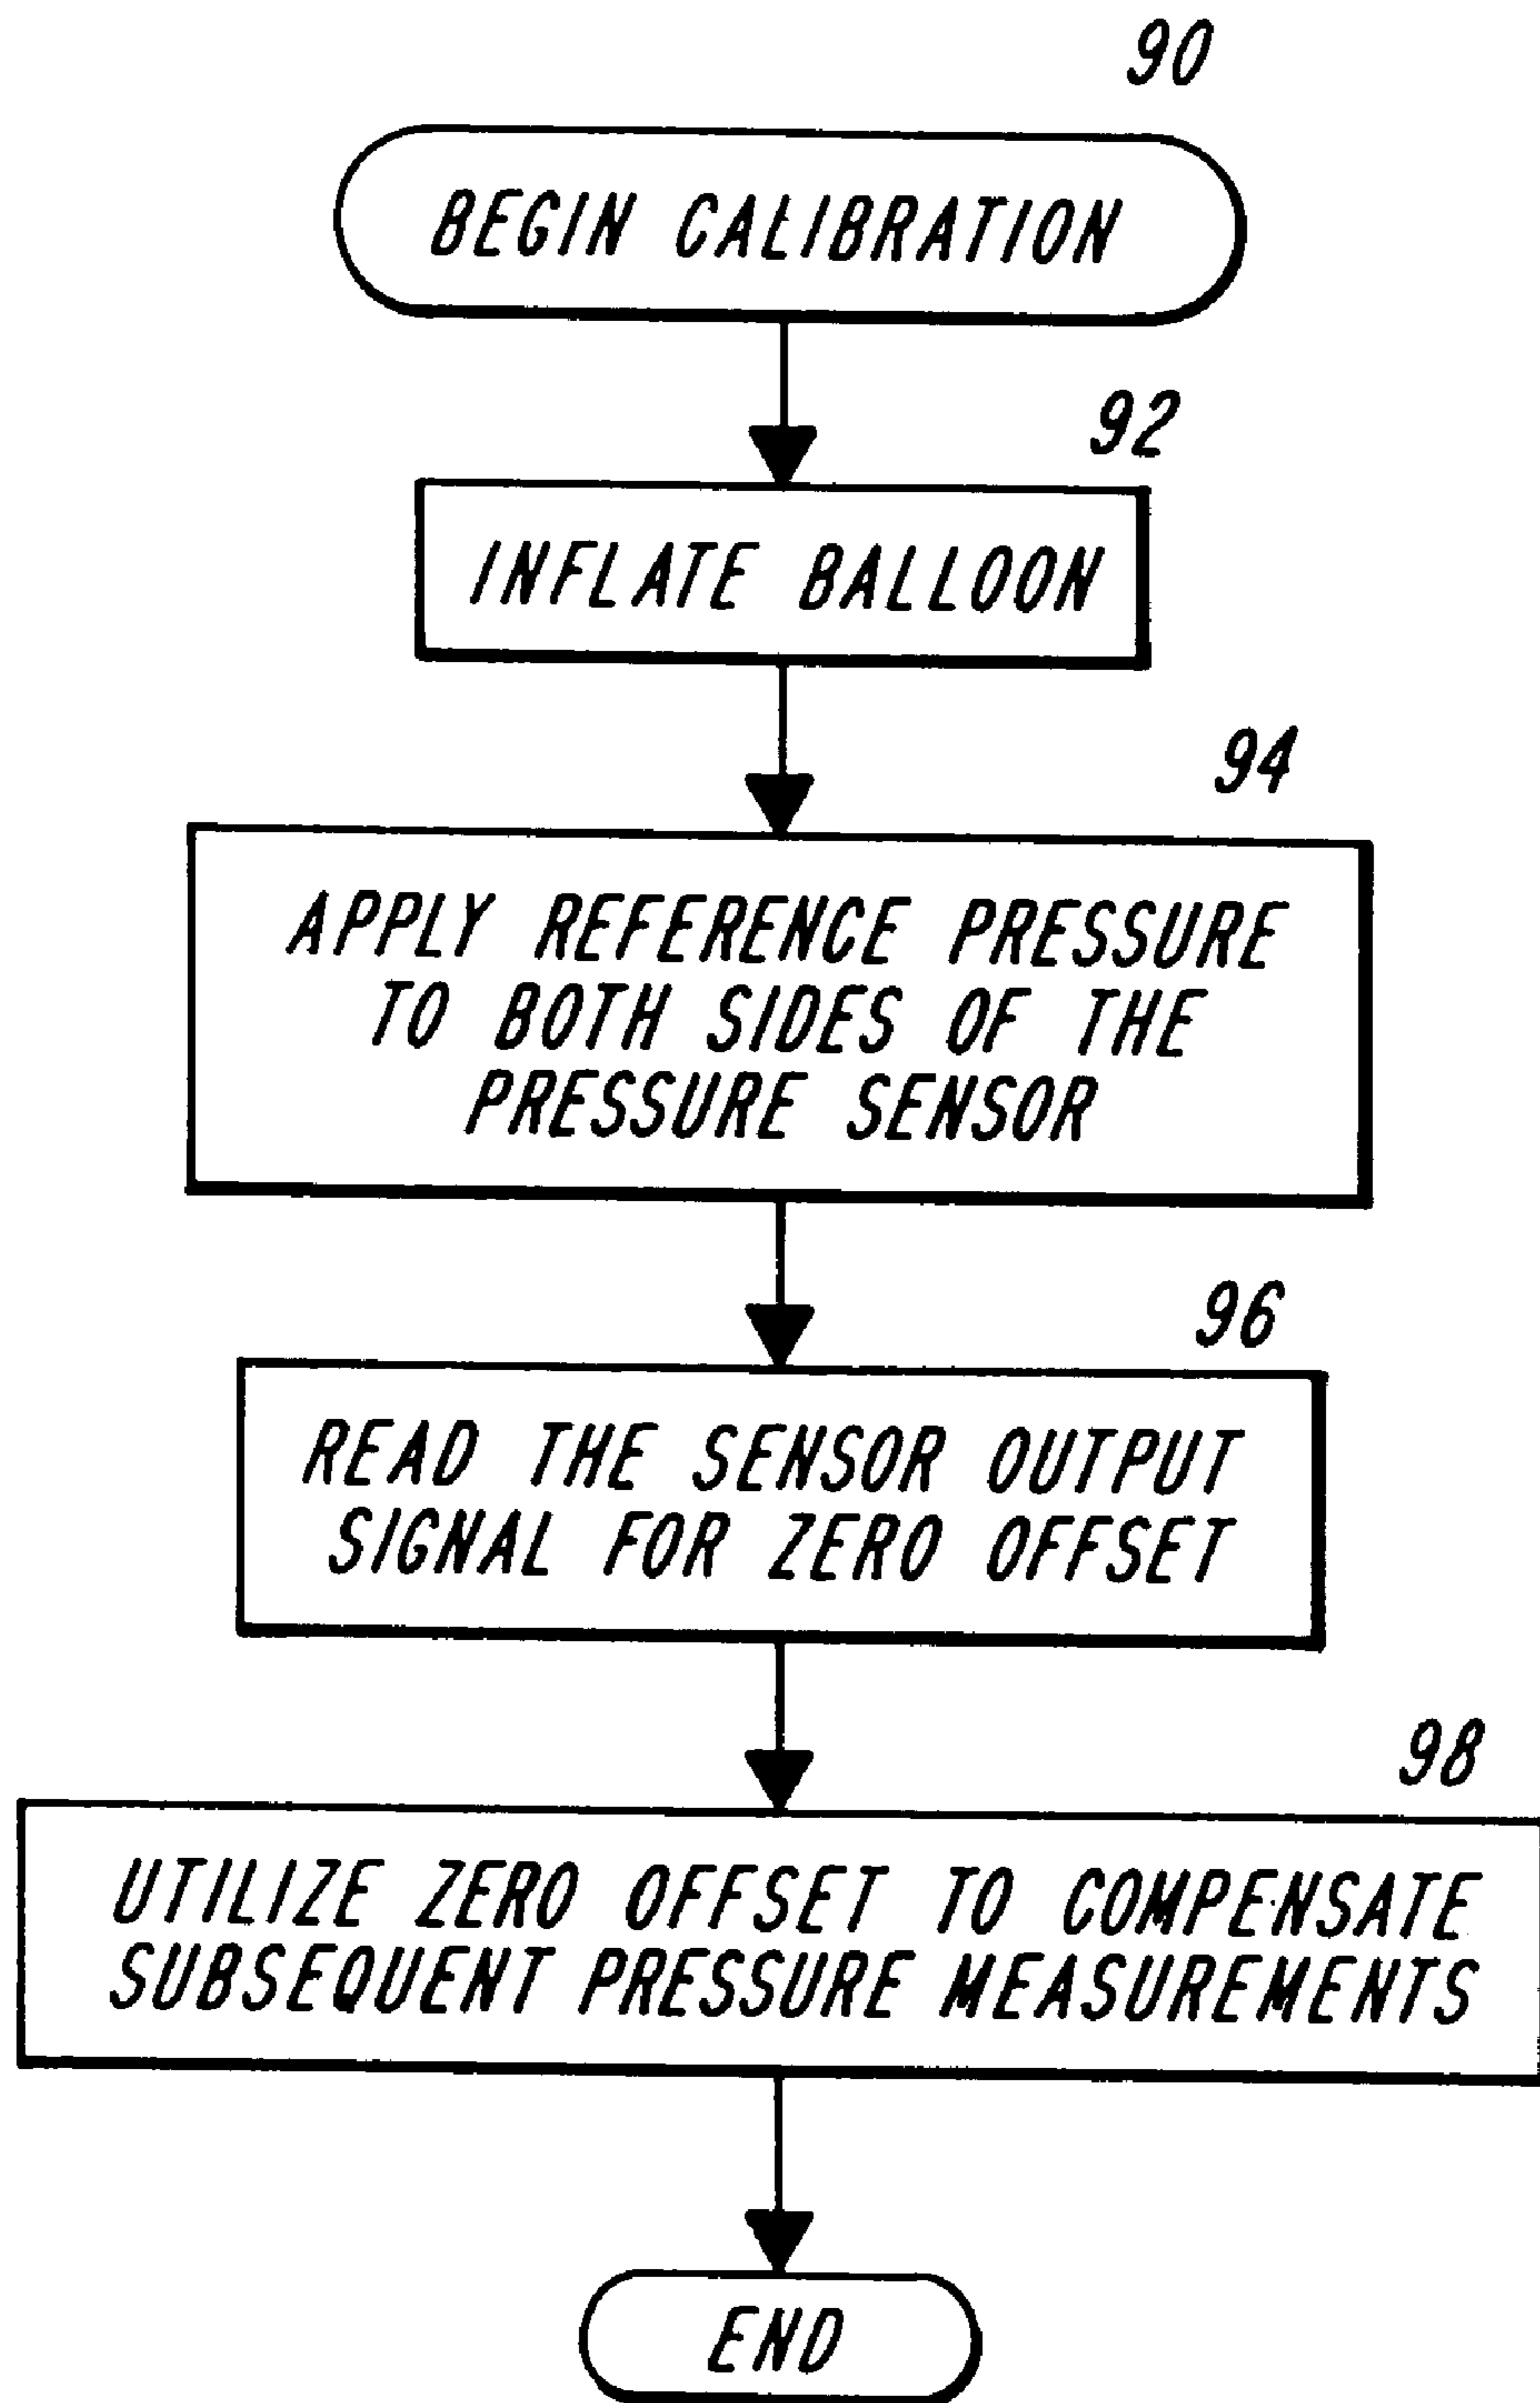 90
BEGIN CALIBRATION
92
INFLATE BALLOON
94
APPLY REFERENCE PRESSURE
TO BOTH SIDES OF THE
PRESSURE SENSOR
96
READ THE SENSOR OUTPUT
SIGNAL FOR ZERO OFFSET
98
UTILIZE ZERO OFFSET TO COMPENSATE
SUBSEQUENT PRESSURE MEASUREMENTS
END